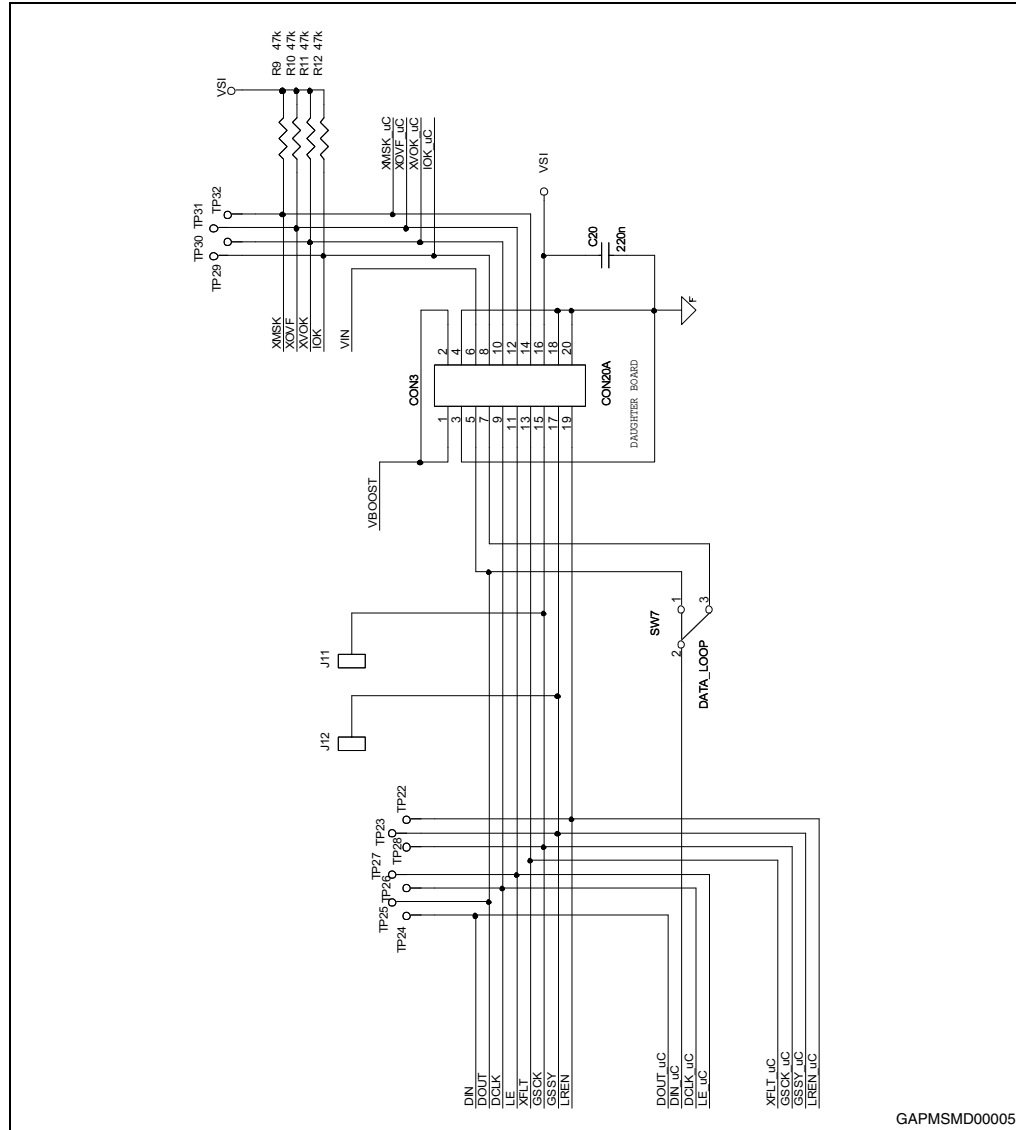 R9 47k
R10 47k
R11 47k
R12 47k
VSI
XMSK_uC
XOVF_uC
XVOK_uC
IOK_uC
TP32
TP31
TP30
TP29
VSI
C20
220n
XMSK
XOVF
XVOK
IOK
VIN
F
2
4
6
8
10
12
14
16
18
20
CON3
CON20A
DAUGHTER BOARD
1
3
5
7
9
11
13
15
17
19
VBOOST
J11
J12
1
3
2
SW7
DATA_LOOP
TP22
TP23
TP28
TP27
TP26
TP25
TP24
DIN
DOUT
DCLK
LE
XFLT
GSCK
GSSY
LREN
DOUT_uC
DIN_uC
DCLK_uC
LE_uC
XFLT_uC
GSCK_uC
GSSY_uC
LREN_uC
GAPMSMD00005